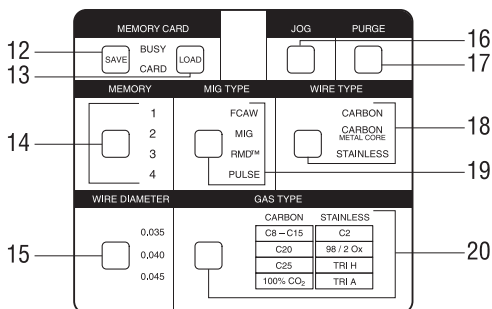 MEMORY CARD JOG PURGE
12 SAVE BUSY LOAD 16
13 CARD 17
MEMORY MIG TYPE WIRE TYPE
1 FCAW CARBON
14 2 MIG CARBON 18
METAL CORE
3 RMD™ STAINLESS
4 PULSE 19
WIRE DIAMETER GAS TYPE
CARBON STAINLESS
0.035 C8 – C15 C2
15 0.040 C20 98 / 2 Ox 20
0.045 C25 TRI H
100% CO₂ TRI A